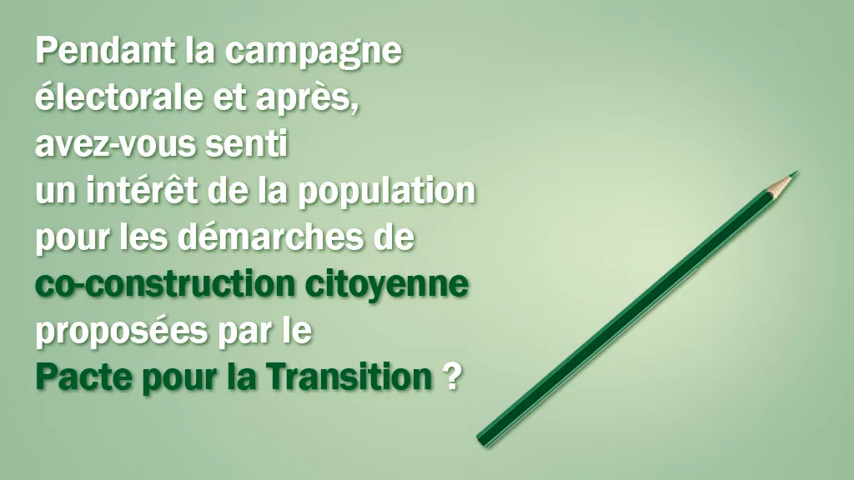 Pendant la campagne
électorale et après,
avez-vous senti
un intérêt de la population
pour les démarches de
co-construction citoyenne
proposées par le
Pacte pour la Transition ?